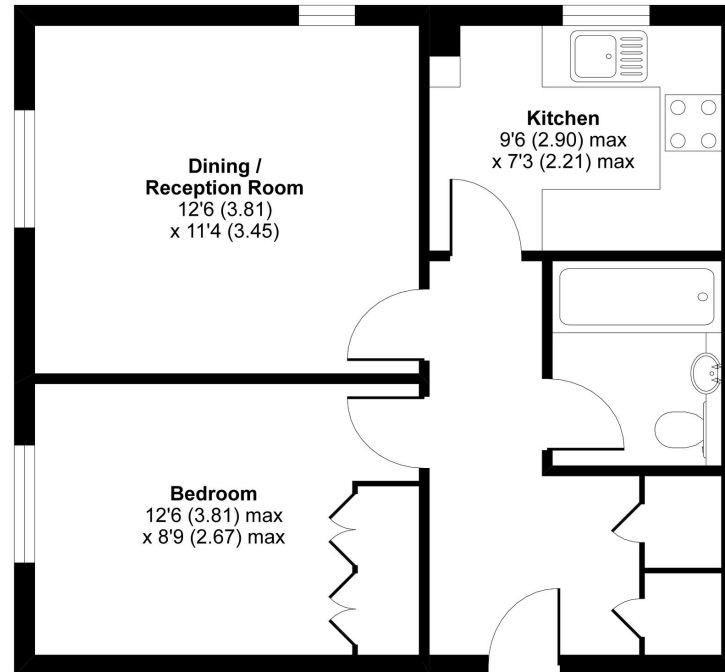 Dining /
Reception Room
12'6 (3.81)
x 11'4 (3.45)
Kitchen
9'6 (2.90) max
x 7'3 (2.21) max
Bedroom
12'6 (3.81) max
x 8'9 (2.67) max